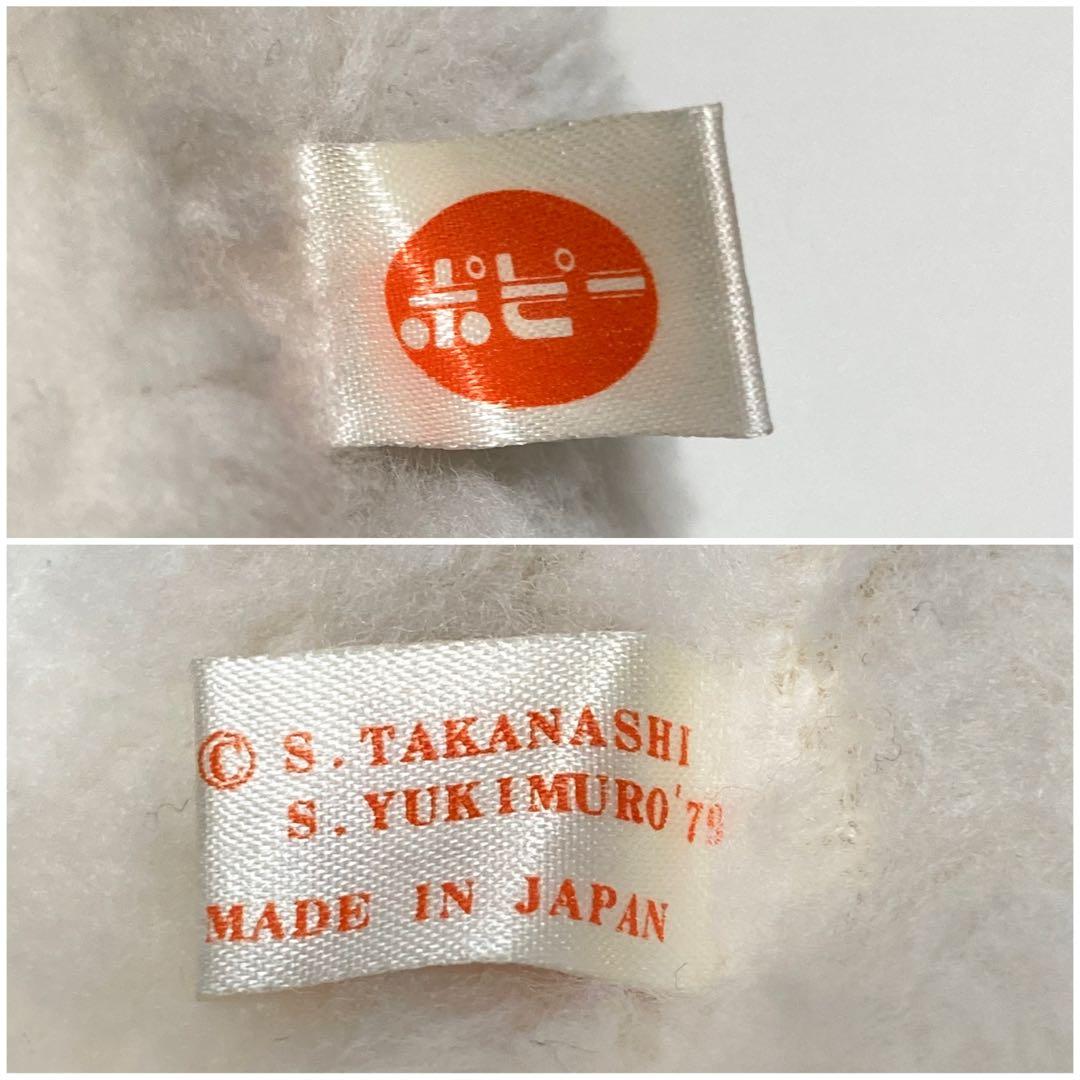 ポピー
© S. TAKANASHI
S. YUKIMURO '79
MADE IN JAPAN